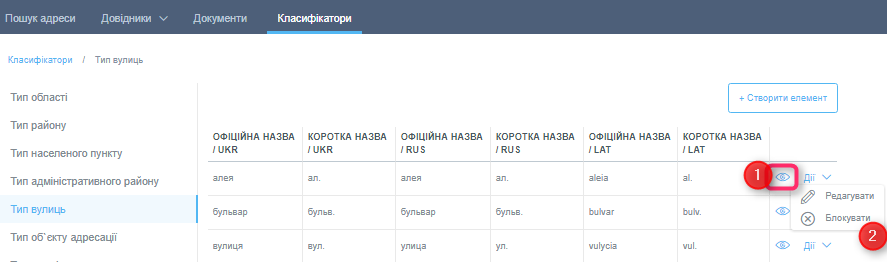 Пошук адреси Довідники Документи Класифікатори
Класифікатори / Тип вулиць
Тип області
Тип району
Тип населеного пункту
Тип адміністративного району
Тип вулиць
Тип об`єкту адресації
+ Створити елемент
ОФІЦІЙНА НАЗВА / UKR КОРОТКА НАЗВА / UKR ОФІЦІЙНА НАЗВА / RUS КОРОТКА НАЗВА / RUS ОФІЦІЙНА НАЗВА / LAT КОРОТКА НАЗВА / LAT
алея ал. алея ал. aleia al. 1 Дії
Редагувати
Блокувати
2
бульвар бульв. бульвар бульв. bulvar bulv.
вулиця вул. улица ул. vulycia vul. Дії